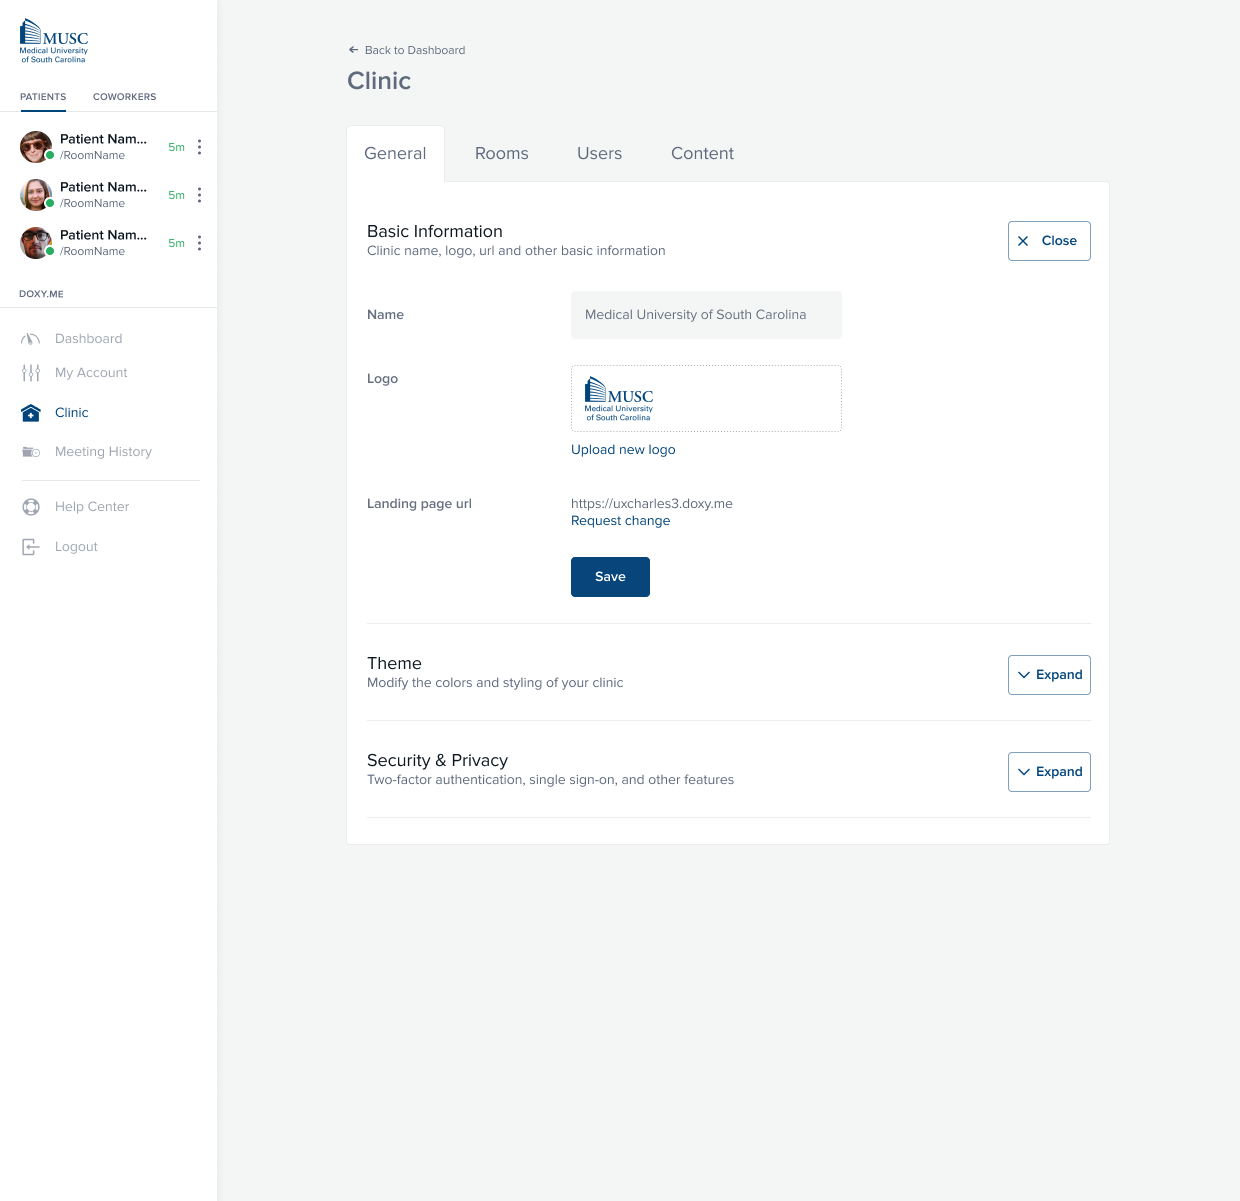 MUSC
Medical University
of South Carolina
PATIENTS
COWORKERS
Patient Nam...
/RoomName
5m
Patient Nam...
/RoomName
5m
Patient Nam...
/RoomName
5m
DOXY.ME
Dashboard
My Account
Clinic
Meeting History
Help Center
Logout
Back to Dashboard
Clinic
General
Rooms
Users
Content
Basic Information
Clinic name, logo, url and other basic information
Close
Name
Medical University of South Carolina
Logo
MUSC
Medical University
of South Carolina
Upload new logo
Landing page url
https://uxcharles3.doxy.me
Request change
Save
Theme
Modify the colors and styling of your clinic
Expand
Security & Privacy
Two-factor authentication, single sign-on, and other features
Expand